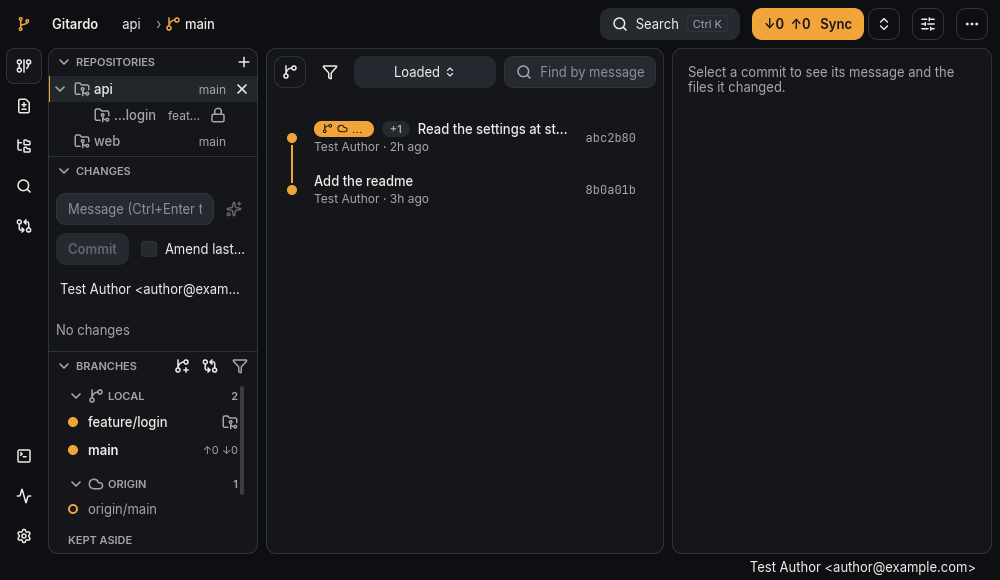 Gitardo api › main Search Ctrl K ↓0 ↑0 Sync
REPOSITORIES
api main
...login feat...
web main
CHANGES
Message (Ctrl+Enter t
Commit Amend last...
Test Author <author@exam...
No changes
BRANCHES
LOCAL 2
feature/login
main ↑0 ↓0
ORIGIN 1
origin/main
KEPT ASIDE
Loaded Find by message
... +1 Read the settings at st... abc2b80
Test Author · 2h ago
Add the readme 8b0a01b
Test Author · 3h ago
Select a commit to see its message and the
files it changed.
Test Author <author@example.com>